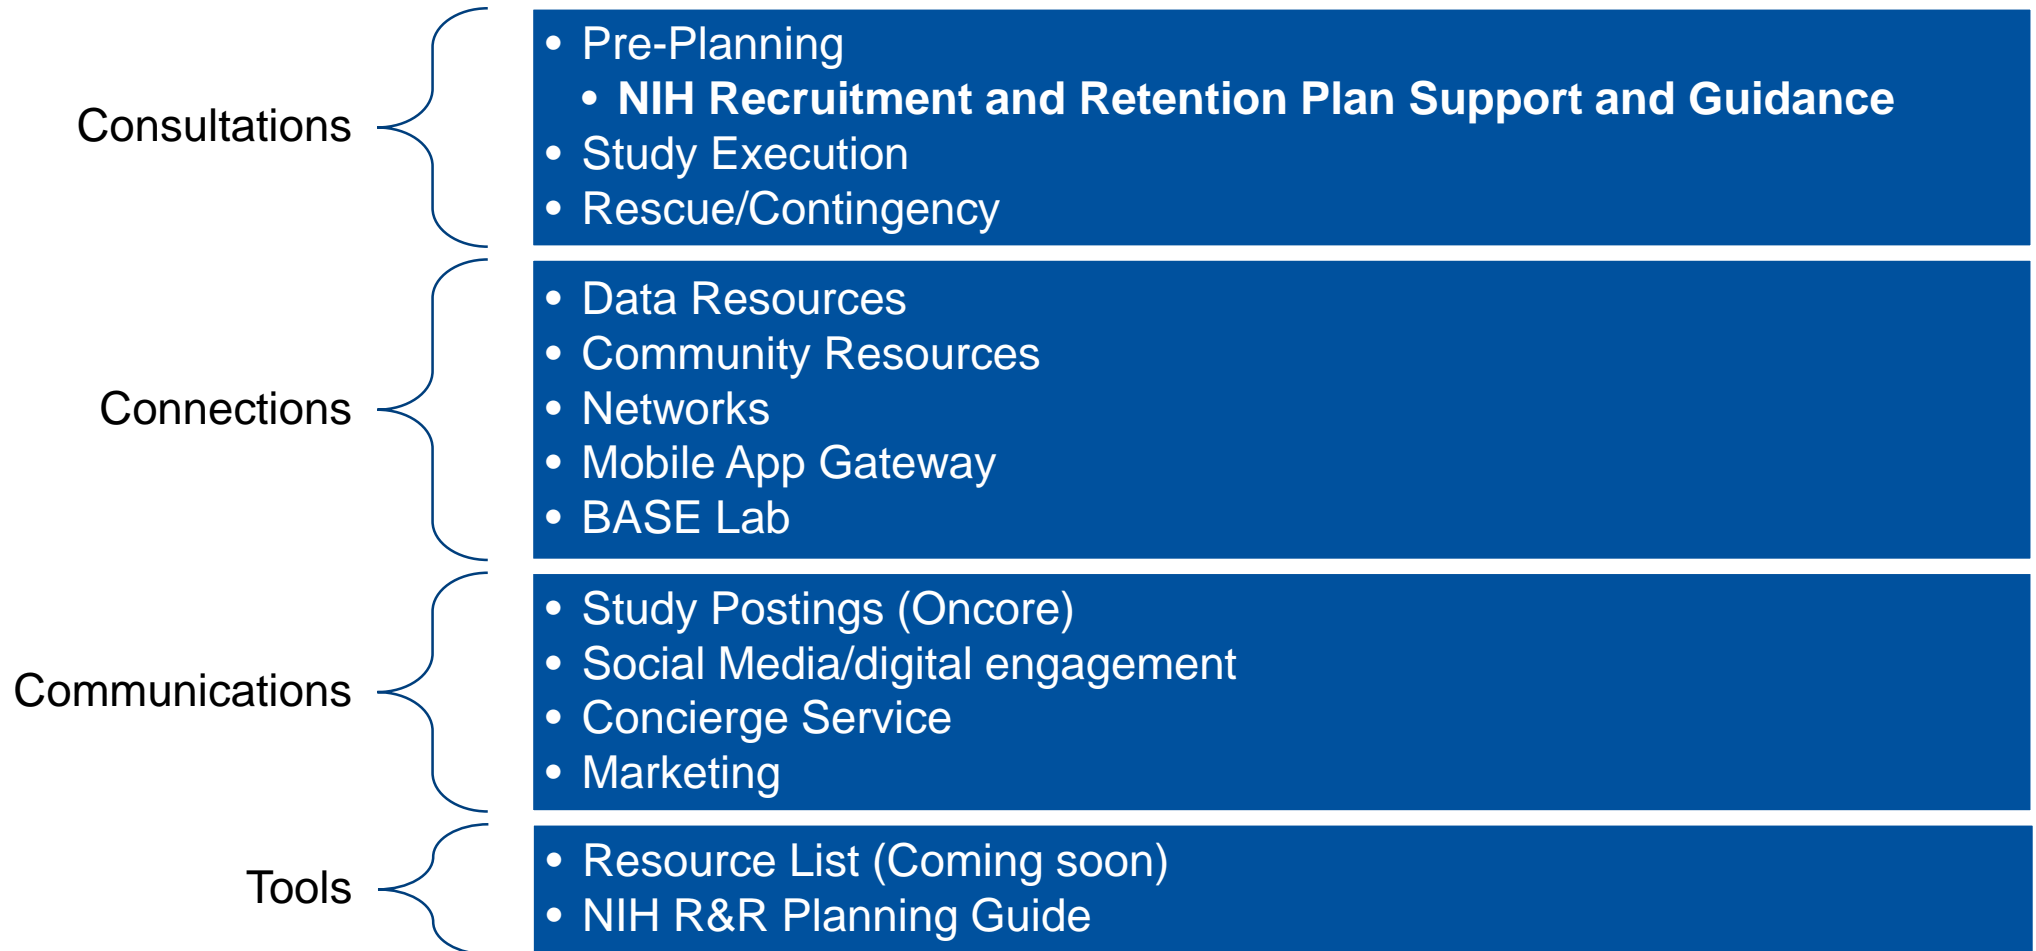 Consultations
• Pre-Planning
• NIH Recruitment and Retention Plan Support and Guidance
• Study Execution
• Rescue/Contingency
Connections
• Data Resources
• Community Resources
• Networks
• Mobile App Gateway
• BASE Lab
Communications
• Study Postings (Oncore)
• Social Media/digital engagement
• Concierge Service
• Marketing
Tools
• Resource List (Coming soon)
• NIH R&R Planning Guide